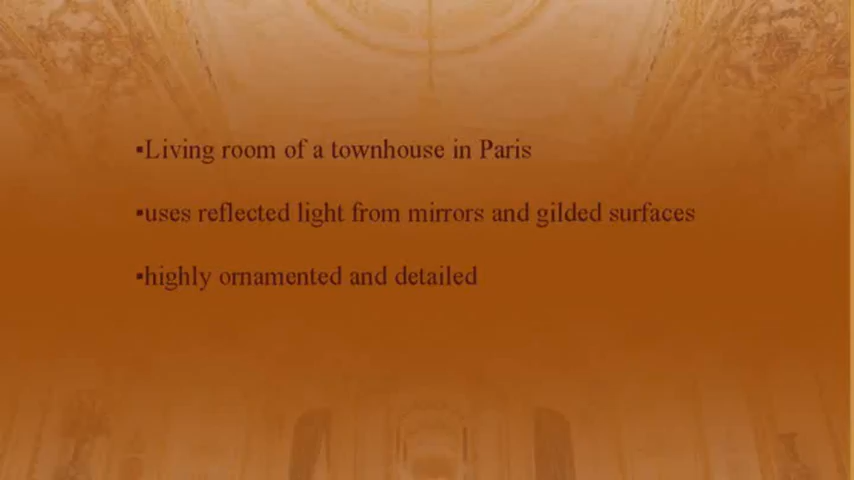 ▪Living room of a townhouse in Paris
▪uses reflected light from mirrors and gilded surfaces
▪highly ornamented and detailed